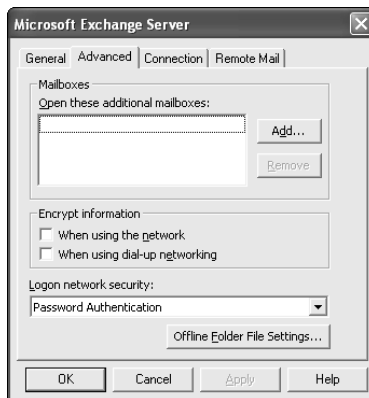 Microsoft Exchange Server
General Advanced Connection Remote Mail
Mailboxes
Open these additional mailboxes:
Add...
Remove
Encrypt information
When using the network
When using dial-up networking
Logon network security:
Password Authentication
Offline Folder File Settings...
OK Cancel Apply Help